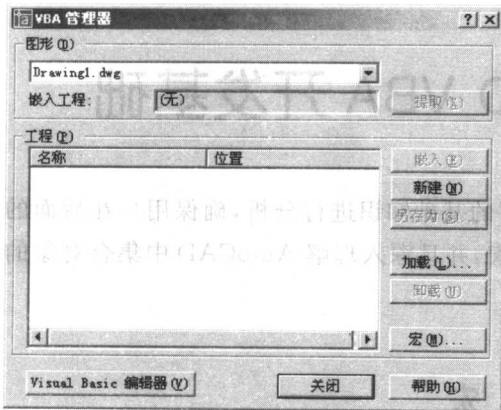 VBA 管理器
图形(D)
Drawing1.dwg
嵌入工程: (无) 提取(X)
工程(P)
名称 位置
嵌入(E)
新建(N)
另存为(S)...
加载(L)...
卸载(U)
宏(M)...
Visual Basic 编辑器(V) 关闭 帮助(H)